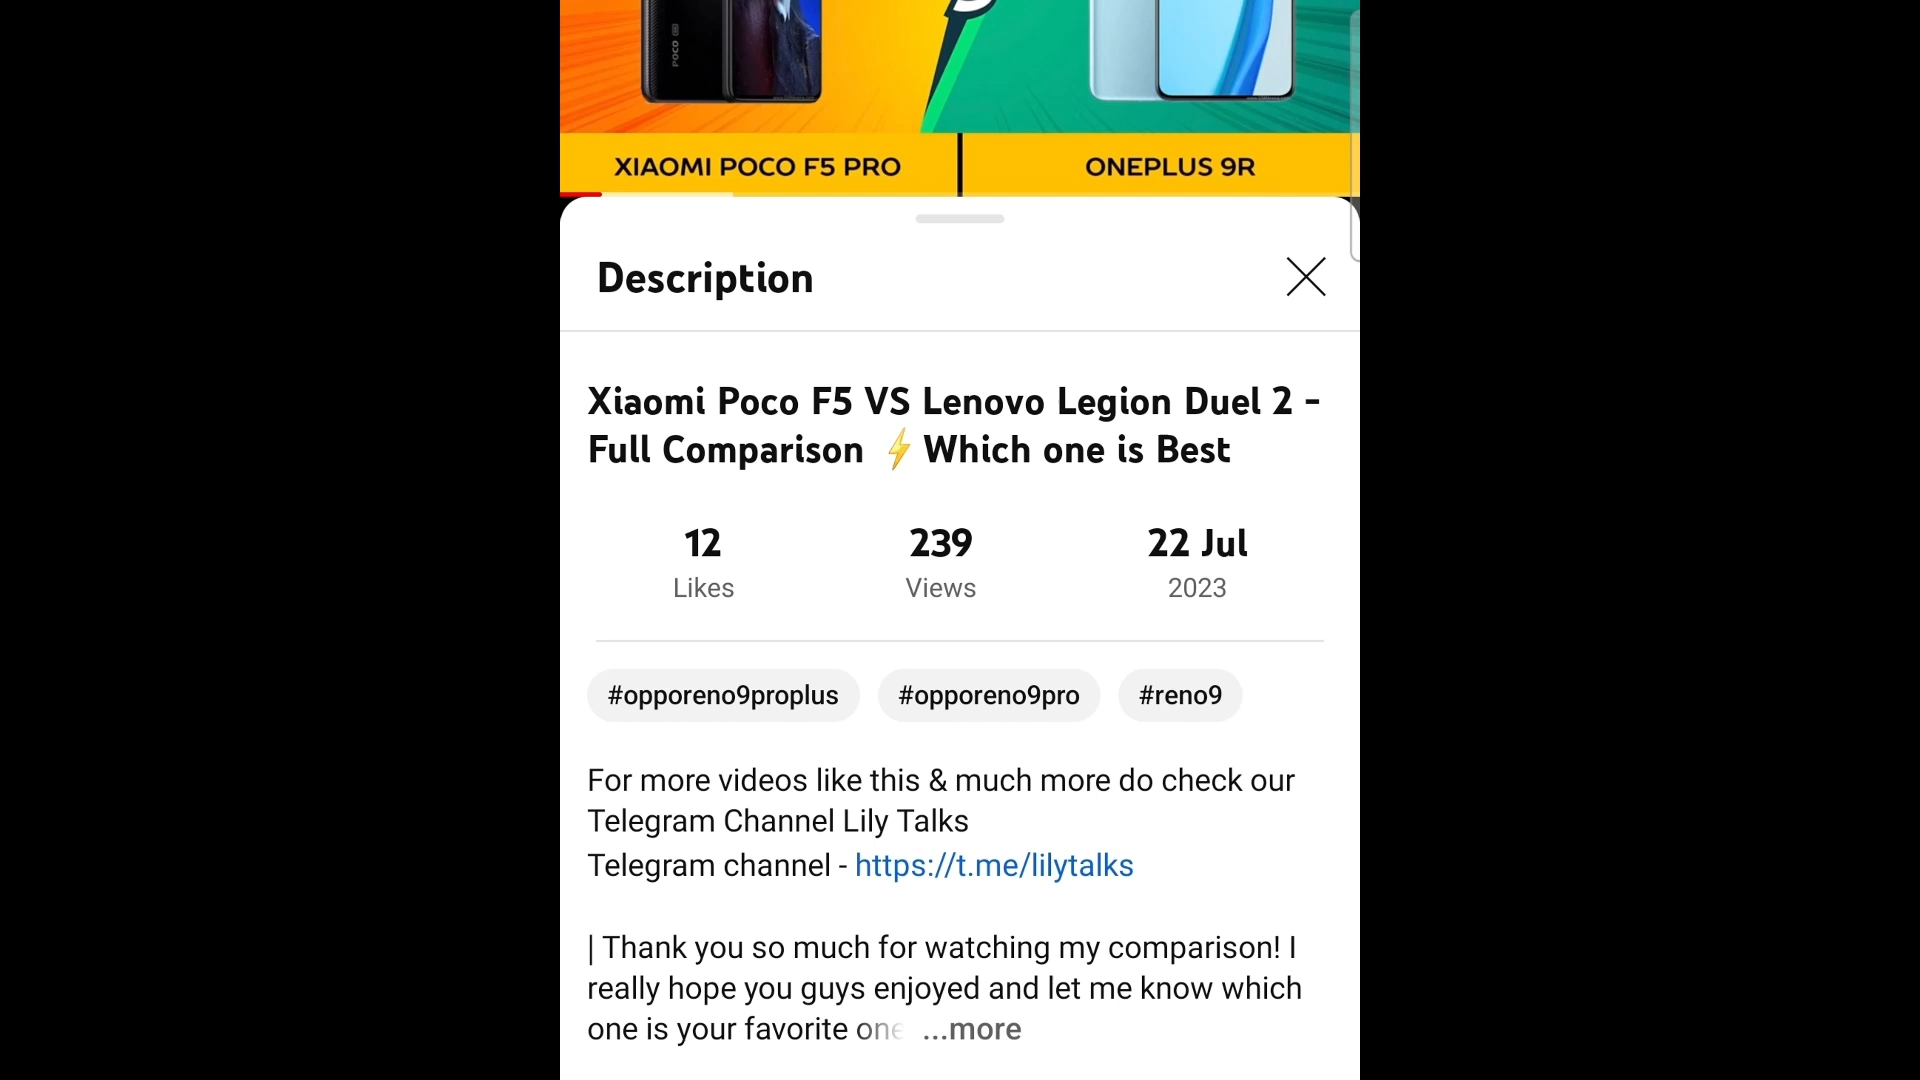 POCO
XIAOMI POCO F5 PRO
ONEPLUS 9R
Description
Xiaomi Poco F5 VS Lenovo Legion Duel 2 -
Full Comparison ⚡Which one is Best
12
239
22 Jul
Likes
Views
2023
#opporeno9proplus
#opporeno9pro
#reno9
For more videos like this & much more do check our
Telegram Channel Lily Talks
Telegram channel - https://t.me/lilytalks
| Thank you so much for watching my comparison! I
really hope you guys enjoyed and let me know which
one is your favorite one ...more